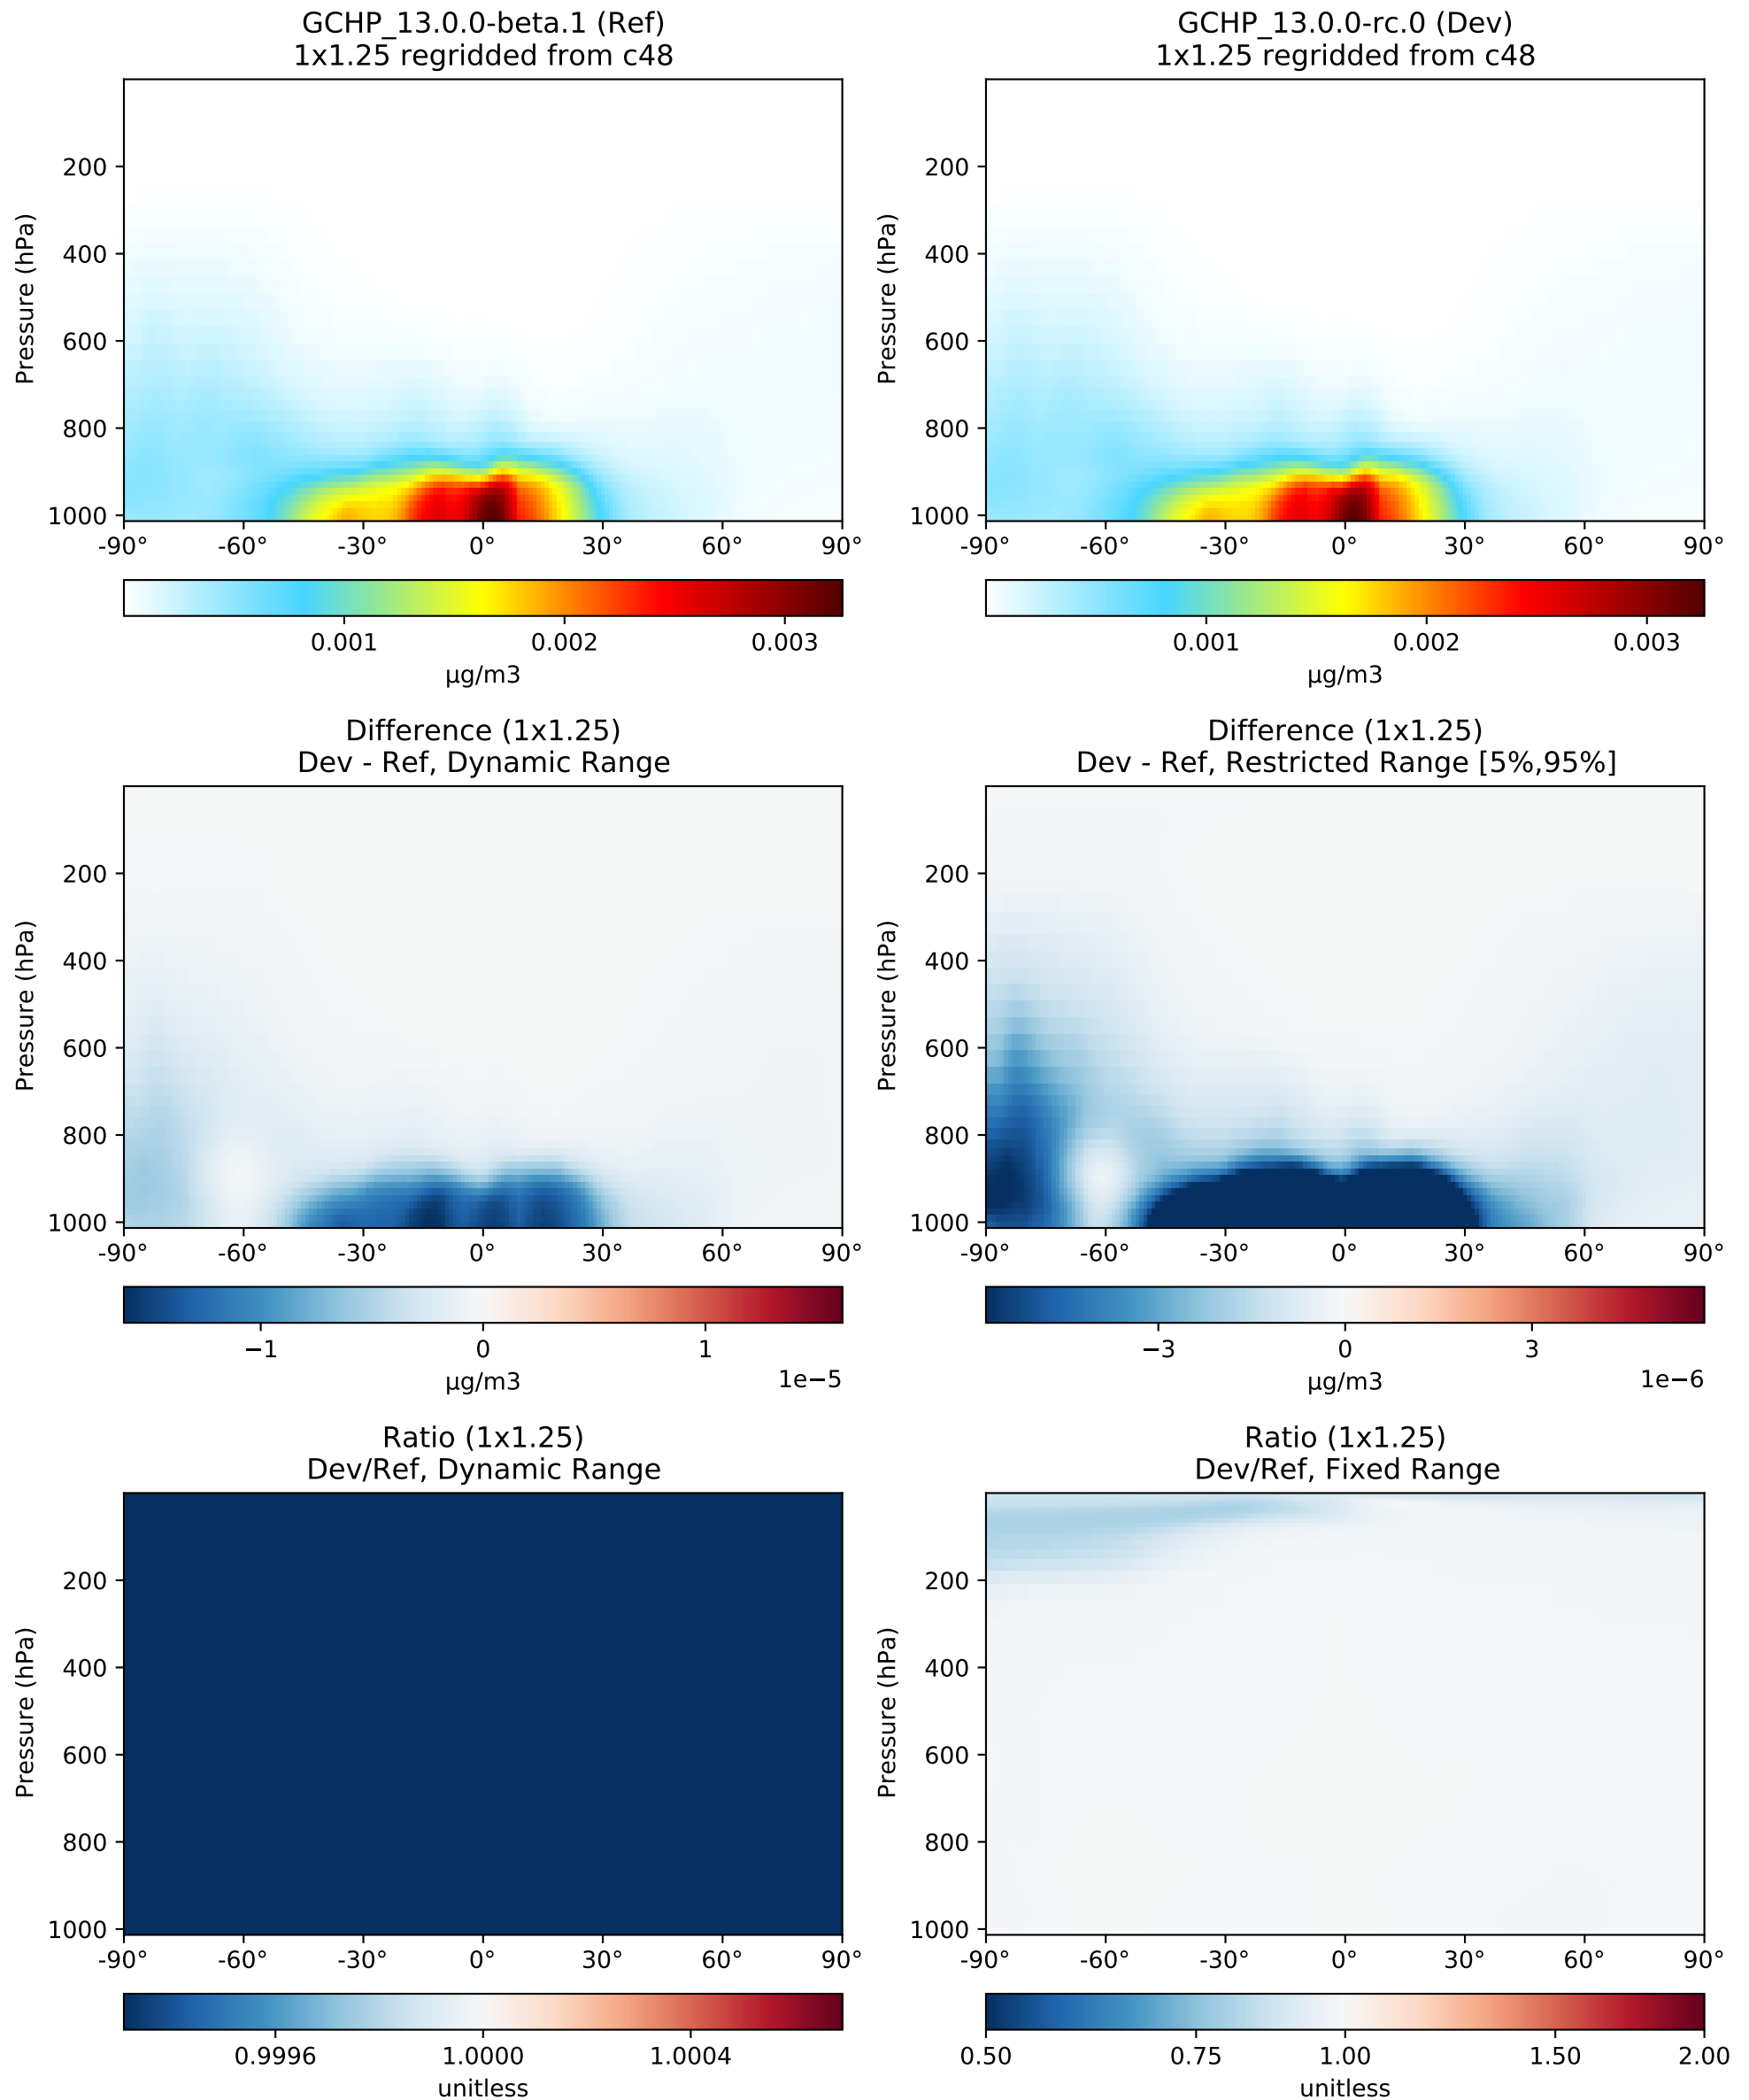 GCHP_13.0.0-beta.1 (Ref)
1x1.25 regridded from c48
Pressure (hPa)
200
400
600
800
1000
-90° -60° -30° 0° 30° 60° 90°
0.001 0.002 0.003
µg/m3
GCHP_13.0.0-rc.0 (Dev)
1x1.25 regridded from c48
Pressure (hPa)
200
400
600
800
1000
-90° -60° -30° 0° 30° 60° 90°
0.001 0.002 0.003
µg/m3
Difference (1x1.25)
Dev - Ref, Dynamic Range
Pressure (hPa)
200
400
600
800
1000
-90° -60° -30° 0° 30° 60° 90°
−1 0 1
µg/m3 1e−5
Difference (1x1.25)
Dev - Ref, Restricted Range [5%,95%]
Pressure (hPa)
200
400
600
800
1000
-90° -60° -30° 0° 30° 60° 90°
−3 0 3
µg/m3 1e−6
Ratio (1x1.25)
Dev/Ref, Dynamic Range
Pressure (hPa)
200
400
600
800
1000
-90° -60° -30° 0° 30° 60° 90°
0.9996 1.0000 1.0004
unitless
Ratio (1x1.25)
Dev/Ref, Fixed Range
Pressure (hPa)
200
400
600
800
1000
-90° -60° -30° 0° 30° 60° 90°
0.50 0.75 1.00 1.50 2.00
unitless